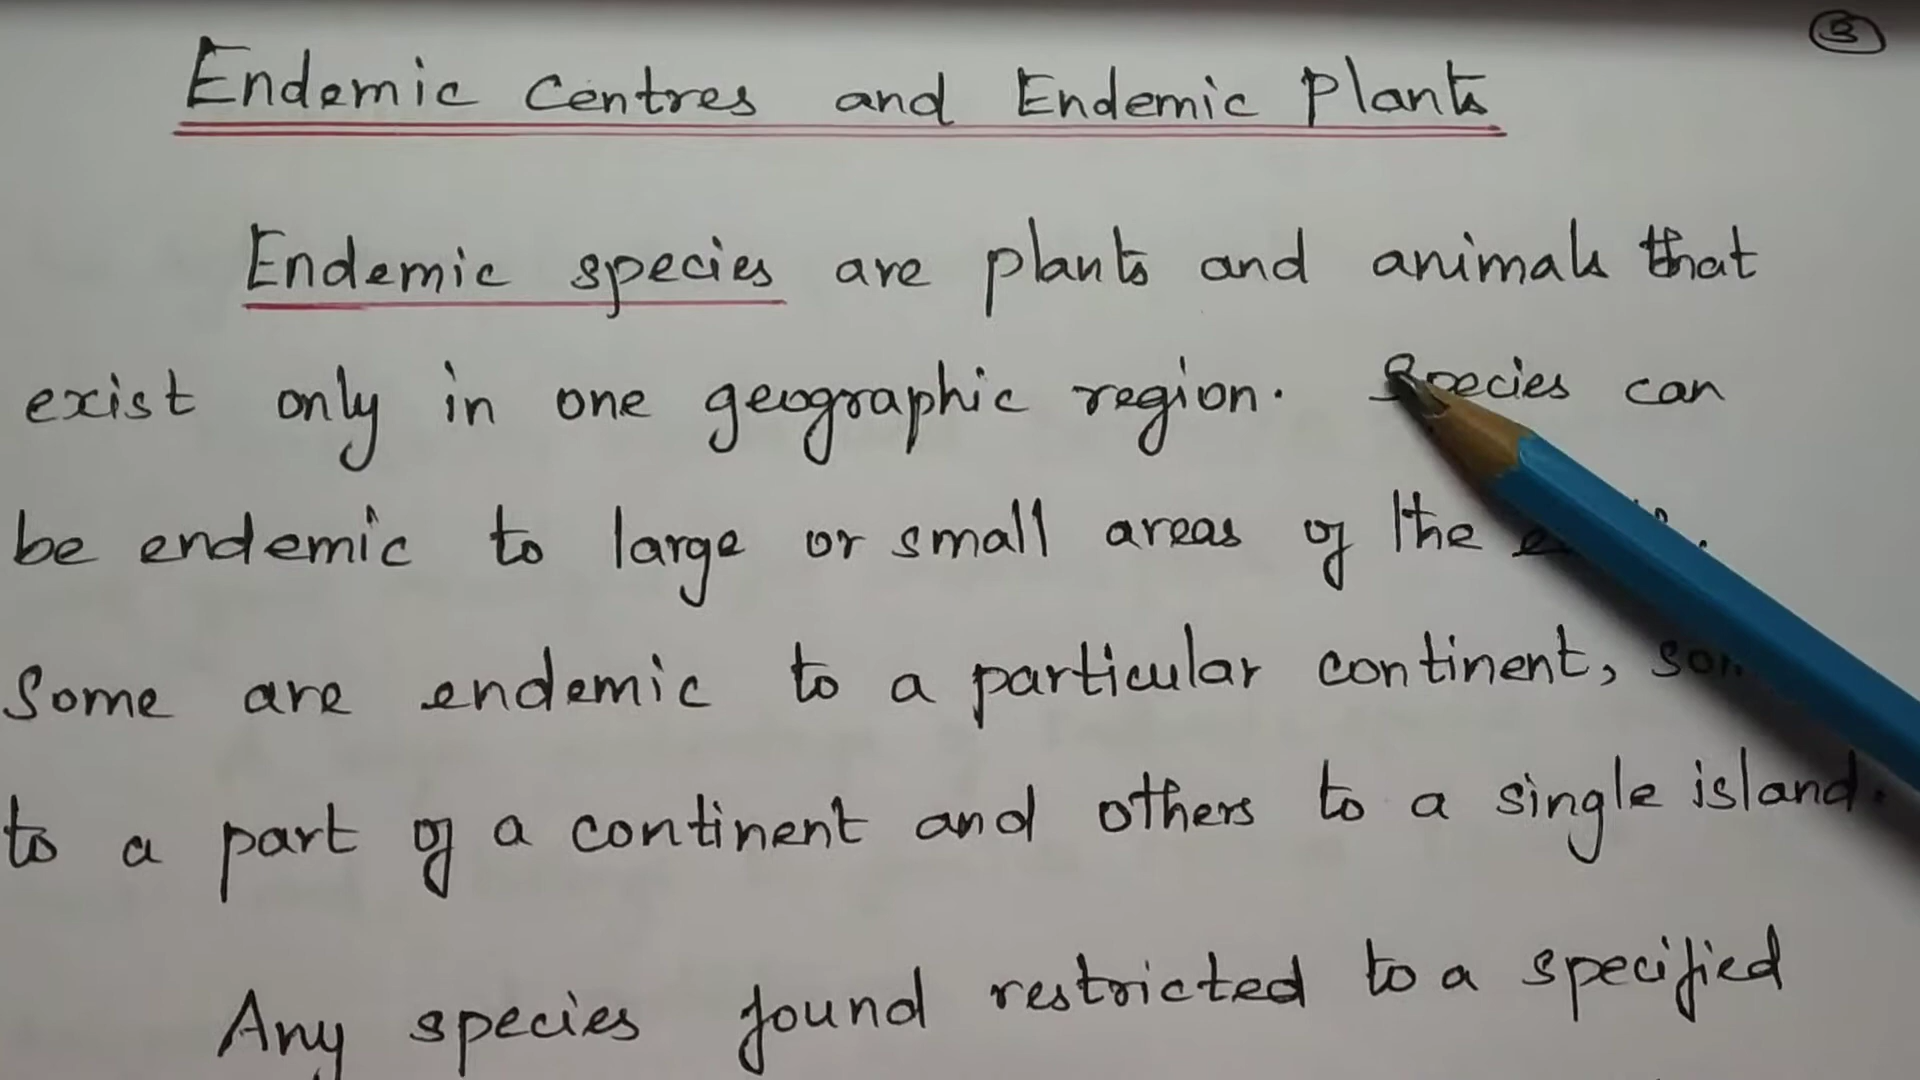 3
Endemic Centres and Endemic Plants
Endemic species are plants and animals that
exist only in one geographic region. Species can
be endemic to large or small areas of the
Some are endemic to a particular continent,
to a part of a continent and others to a single island.
Any species found restricted to a specified